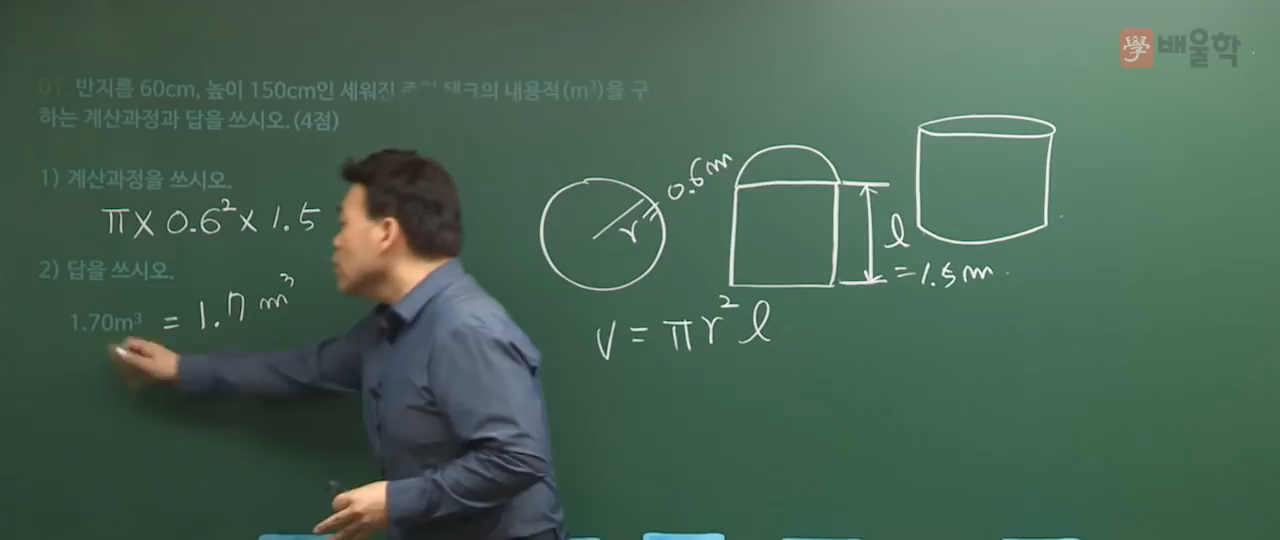 學 배울학
01 반지름 60cm, 높이 150cm인 세워진 탱크의 내용적(m³)을 구
하는 계산과정과 답을 쓰시오. (4점)
1) 계산과정을 쓰시오.
π × 0.6² × 1.5
2) 답을 쓰시오.
1.70m³ = 1.7 m³
r = 0.6m
l
= 1.5m
V = πr²l